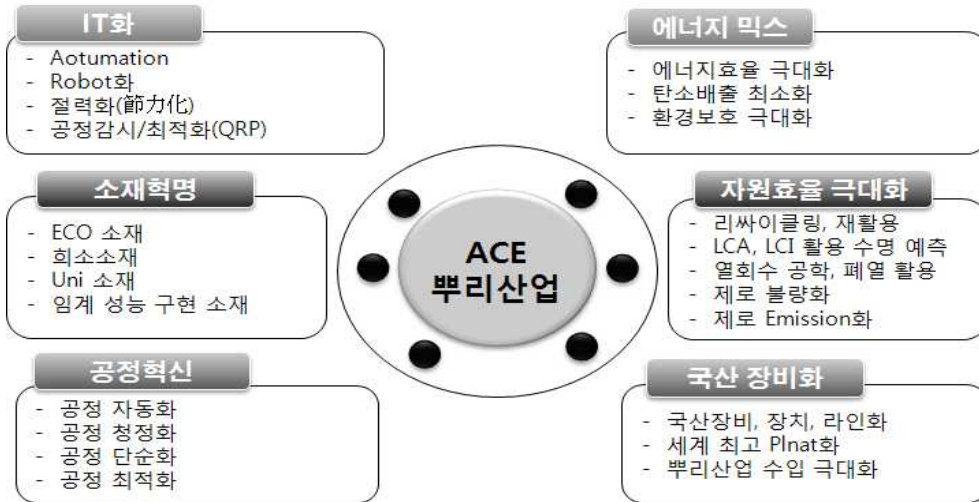 IT화
- Aotumation
- Robot화
- 절력화(節力化)
- 공정감시/최적화(QRP)
에너지 믹스
- 에너지효율 극대화
- 탄소배출 최소화
- 환경보호 극대화
소재혁명
- ECO 소재
- 희소소재
- Uni 소재
- 임계 성능 구현 소재
ACE
뿌리산업
자원효율 극대화
- 리싸이클링, 재활용
- LCA, LCI 활용 수명 예측
- 열회수 공학, 폐열 활용
- 제로 불량화
- 제로 Emission화
공정혁신
- 공정 자동화
- 공정 청정화
- 공정 단순화
- 공정 최적화
국산 장비화
- 국산장비, 장치, 라인화
- 세계 최고 Plnat화
- 뿌리산업 수입 극대화